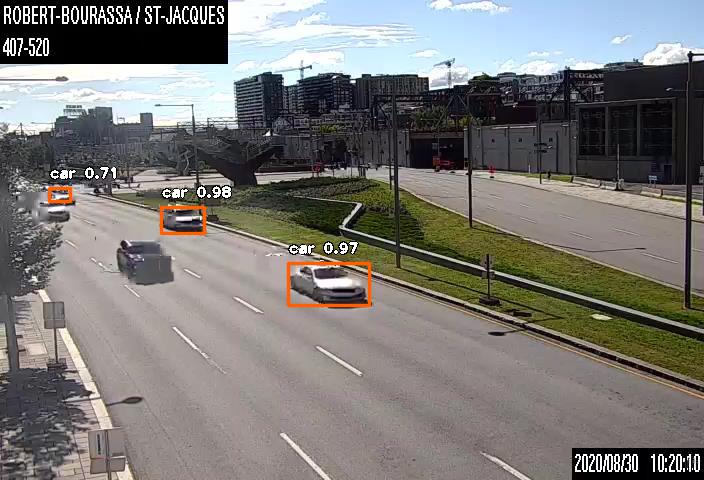 ROBERT-BOURASSA / ST-JACQUES
407-520
car 0.71
car 0.98
car 0.97
2020/08/30 10:20:10